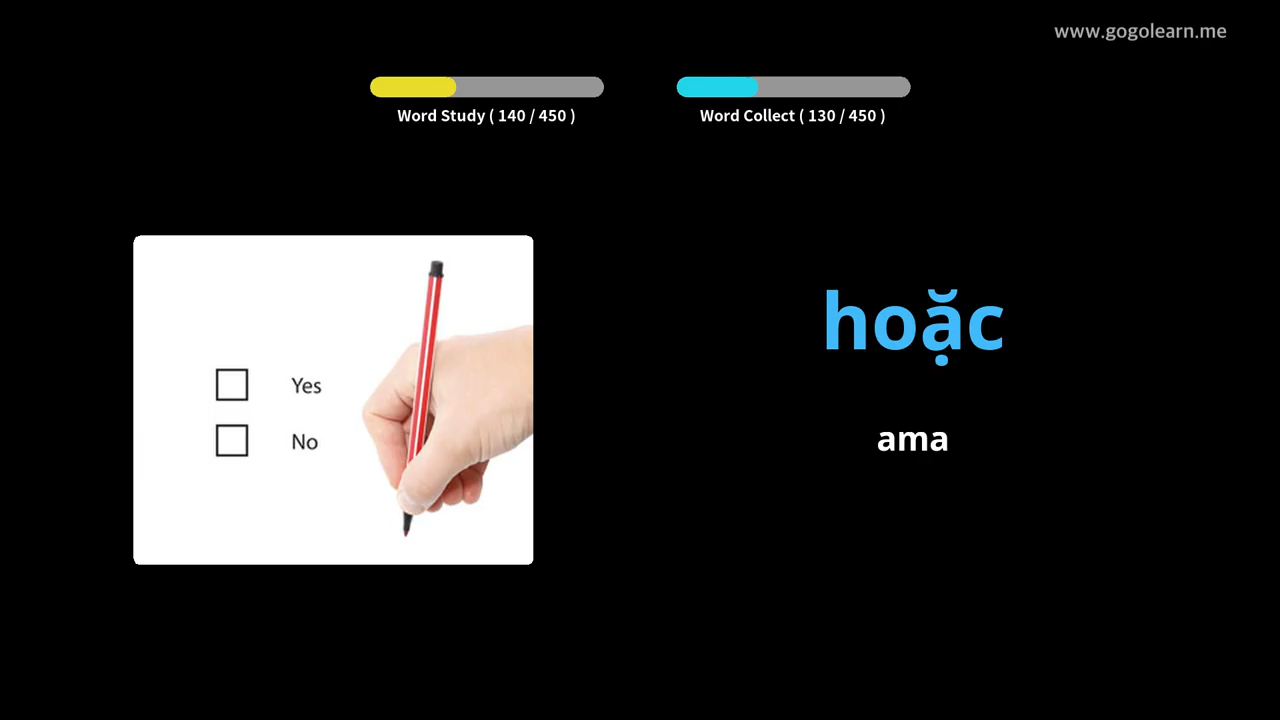 www.gogolearn.me
Word Study ( 140 / 450 )
Word Collect ( 130 / 450 )
Yes
No
hoặc
ama